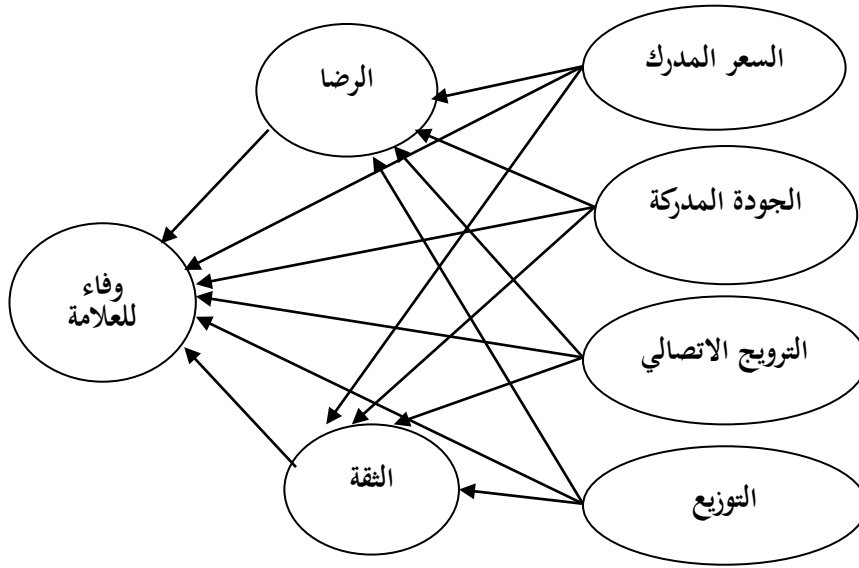 السعر المدرك
الرضا
الجودة المدركة
وفاء
للعلامة
الترويج الاتصالي
الثقة
التوزيع